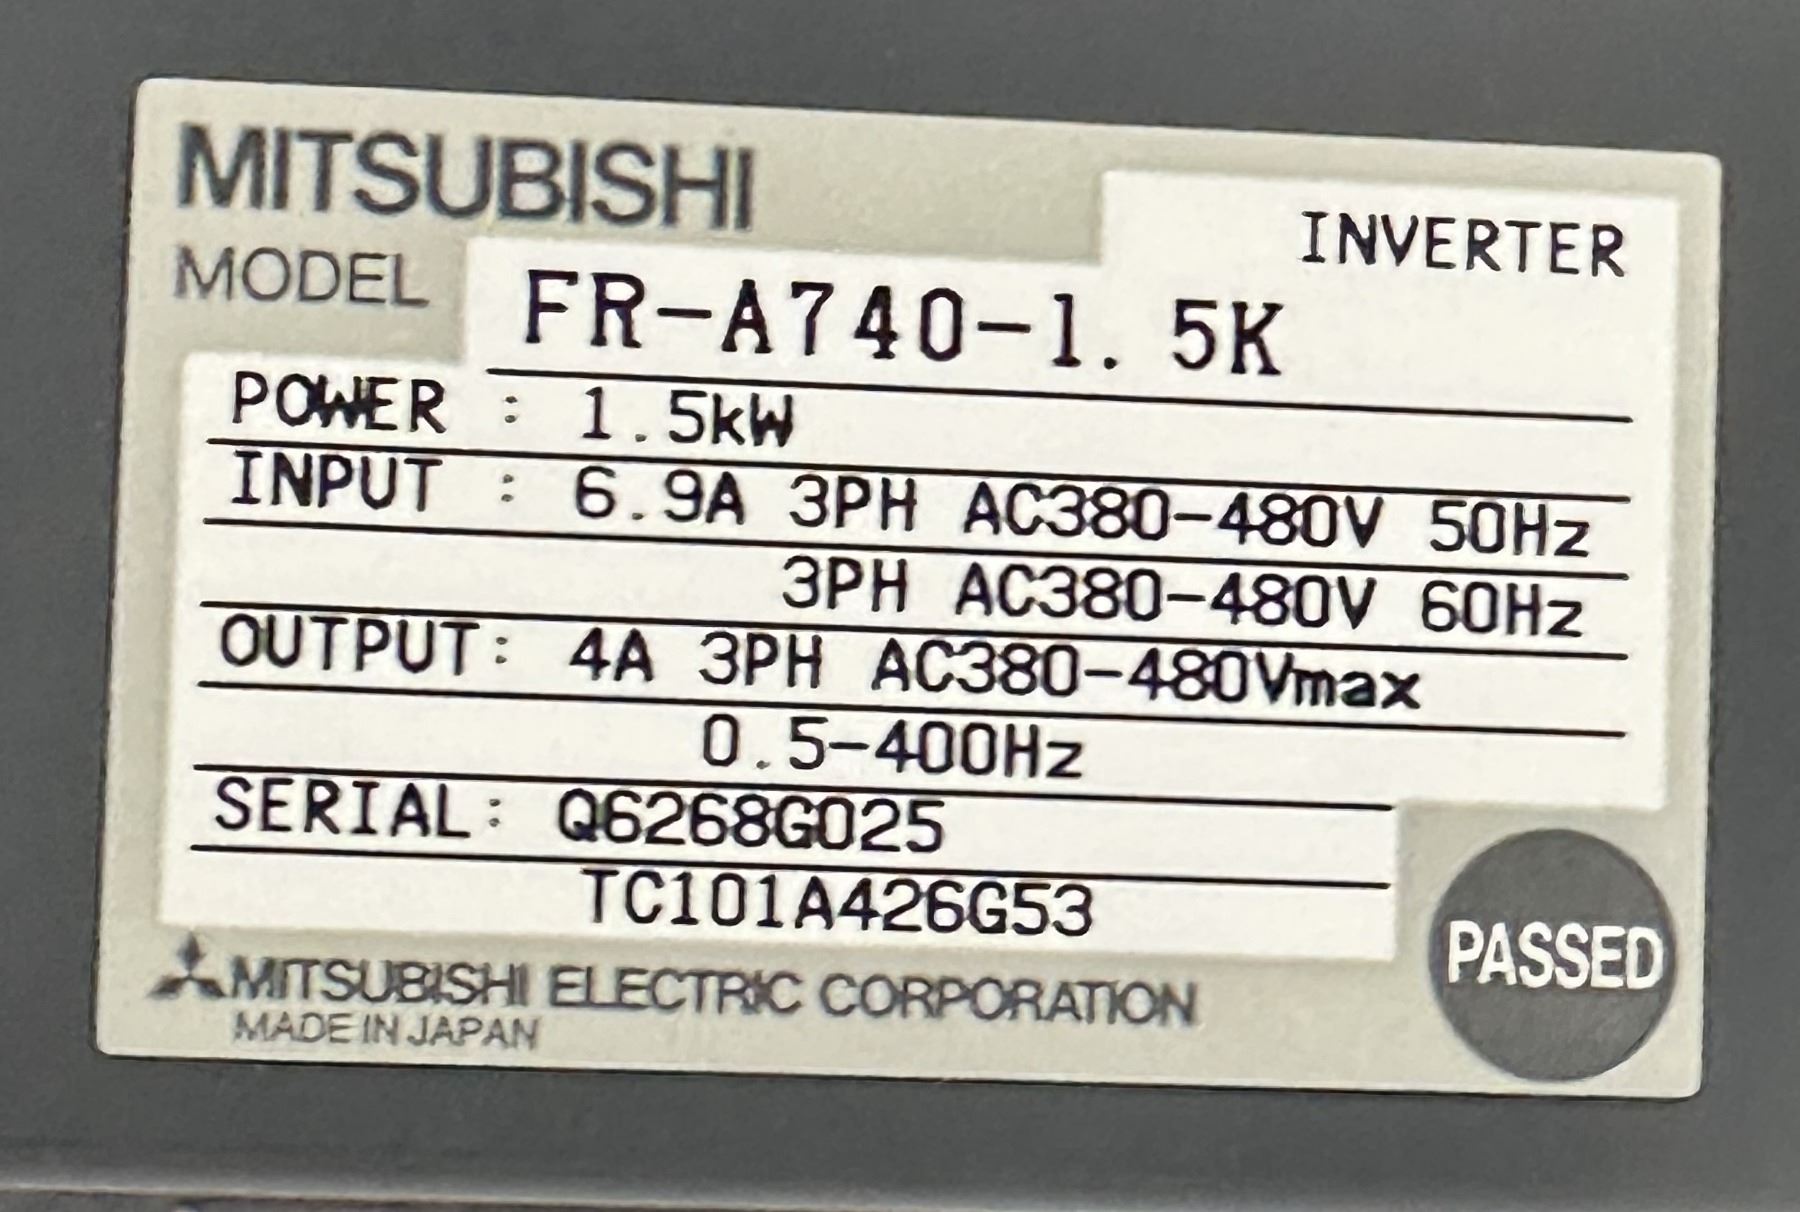 MITSUBISHI
INVERTER
MODEL FR-A740-1.5K
POWER : 1.5kW
INPUT : 6.9A 3PH AC380-480V 50Hz
3PH AC380-480V 60Hz
OUTPUT: 4A 3PH AC380-480Vmax
0.5-400Hz
SERIAL: Q6268G025
TC101A426G53
PASSED
MITSUBISHI ELECTRIC CORPORATION
MADE IN JAPAN